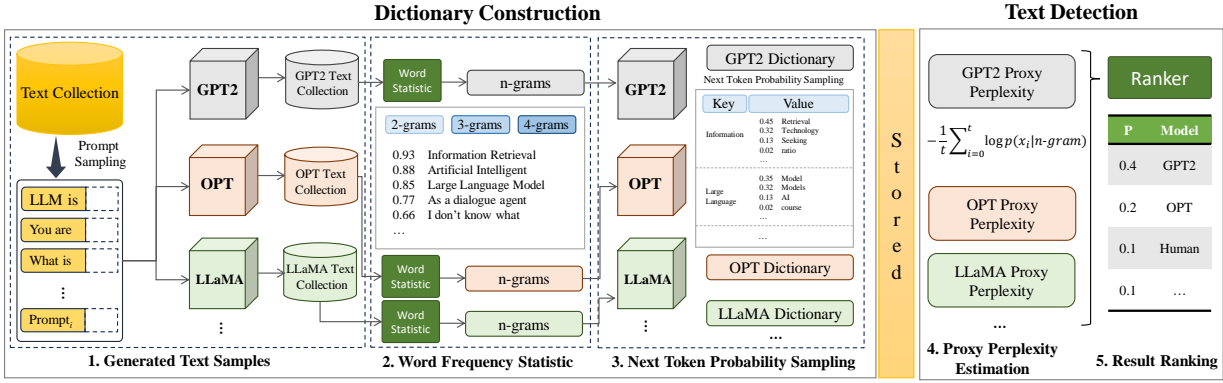 Dictionary Construction
Text Detection
Text Collection
Prompt
Sampling
LLM is
You are
What is
⋮
Prompt_i
GPT2
OPT
LLaMA
⋮
GPT2 Text
Collection
OPT Text
Collection
LLaMA Text
Collection
1. Generated Text Samples
Word
Statistic
n-grams
2-grams
3-grams
4-grams
0.93 Information Retrieval
0.88 Artificial Intelligent
0.85 Large Language Model
0.77 As a dialogue agent
0.66 I don't know what
…
Word
Statistic
n-grams
Word
Statistic
n-grams
2. Word Frequency Statistic
GPT2
OPT
LLaMA
⋮
GPT2 Dictionary
Next Token Probability Sampling
Key Value
Information
0.45 Retrieval
0.32 Technology
0.13 Seeking
0.02 ratio
…
Large
Language
0.35 Model
0.32 Models
0.13 AI
0.02 course
…
… …
OPT Dictionary
LLaMA Dictionary
…
3. Next Token Probability Sampling
Stored
GPT2 Proxy
Perplexity
$-\frac{1}{t}\sum_{i=0}^{t} \log p(x_i|n\text{-}gram)$
OPT Proxy
Perplexity
LLaMA Proxy
Perplexity
…
4. Proxy Perplexity
Estimation
Ranker
P Model
0.4 GPT2
0.2 OPT
0.1 Human
0.1 …
5. Result Ranking